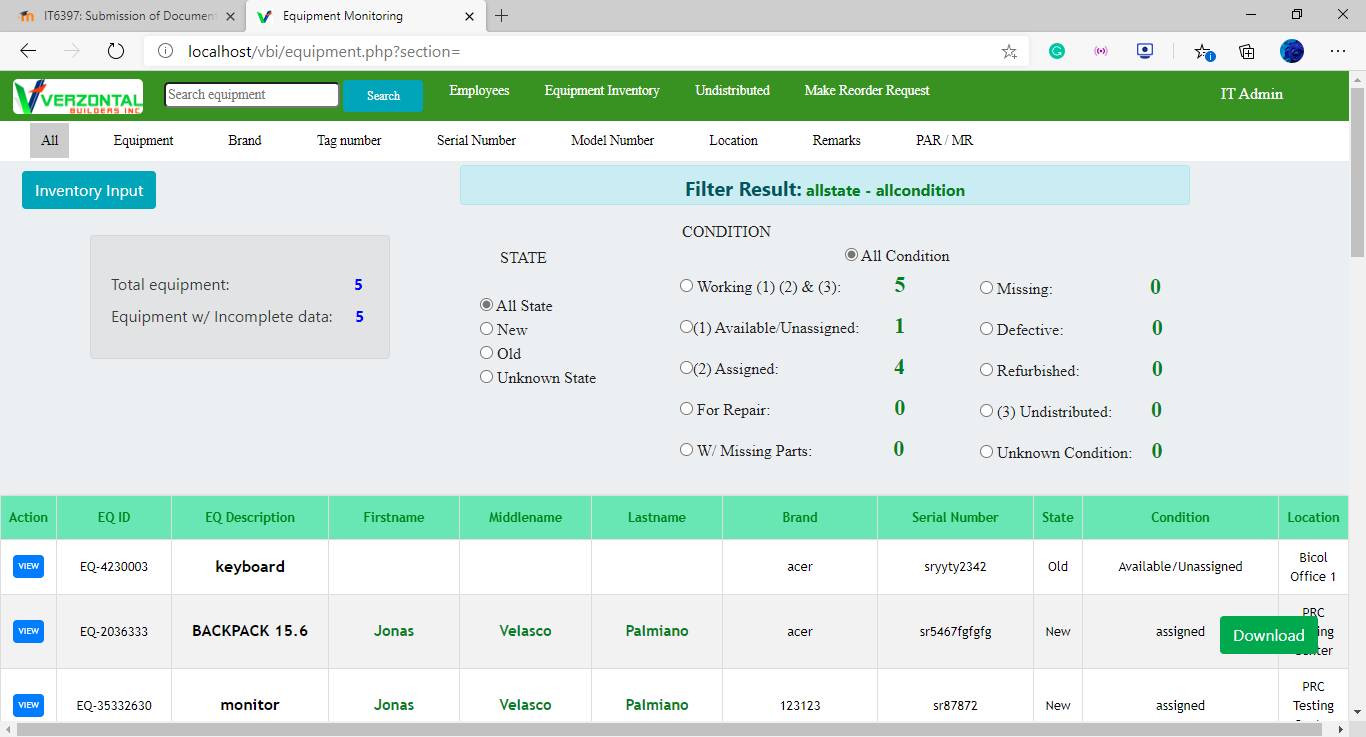 IT6397: Submission of Document
Equipment Monitoring
localhost/vbi/equipment.php?section=
VERZONTAL
BUILDERS INC
Search equipment
Search
Employees
Equipment Inventory
Undistributed
Make Reorder Request
IT Admin
All
Equipment
Brand
Tag number
Serial Number
Model Number
Location
Remarks
PAR / MR
Inventory Input
Filter Result: allstate - allcondition
Total equipment: 5
Equipment w/ Incomplete data: 5
STATE
All State
New
Old
Unknown State
CONDITION
All Condition
Working (1) (2) & (3): 5
Missing: 0
(1) Available/Unassigned: 1
Defective: 0
(2) Assigned: 4
Refurbished: 0
For Repair: 0
(3) Undistributed: 0
W/ Missing Parts: 0
Unknown Condition: 0
Action EQ ID EQ Description Firstname Middlename Lastname Brand Serial Number State Condition Location
VIEW EQ-4230003 keyboard acer sryyty2342 Old Available/Unassigned Bicol
Office 1
VIEW EQ-2036333 BACKPACK 15.6 Jonas Velasco Palmiano acer sr5467fgfgfg New assigned PRC
Download
VIEW EQ-35332630 monitor Jonas Velasco Palmiano 123123 sr87872 New assigned PRC
Testing